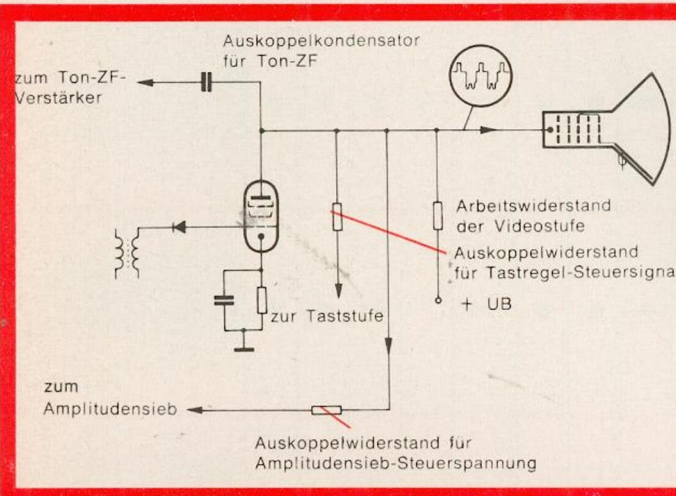 Auskoppelkondensator
für Ton-ZF
zum Ton-ZF-
Verstärker
Arbeitswiderstand
der Videostufe
Auskoppelwiderstand
für Tastregel-Steuersigna
+ UB
zur Taststufe
zum
Amplitudensieb
Auskoppelwiderstand für
Amplitudensieb-Steuerspannung